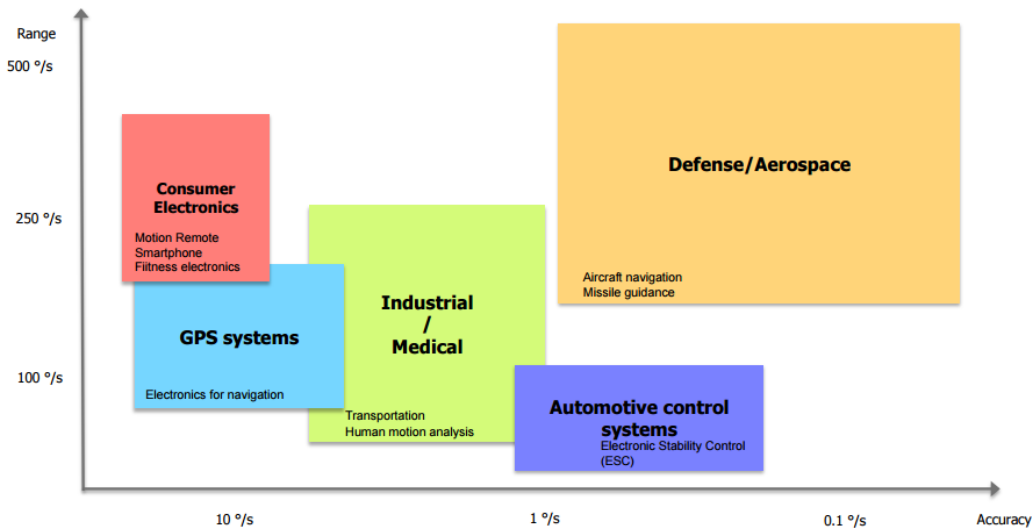 Range
500 °/s
250 °/s
100 °/s
Consumer
Electronics
Motion Remote
Smartphone
Fiitness electronics
GPS systems
Electronics for navigation
Industrial
/
Medical
Transportation
Human motion analysis
Defense/Aerospace
Aircraft navigation
Missile guidance
Automotive control
systems
Electronic Stability Control
(ESC)
10 °/s
1 °/s
0.1 °/s
Accuracy